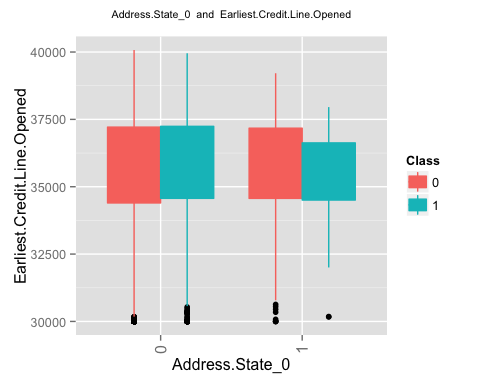 Address.State_0 and Earliest.Credit.Line.Opened
Earliest.Credit.Line.Opened
40000
37500
35000
32500
30000
0
1
Address.State_0
Class
0
1